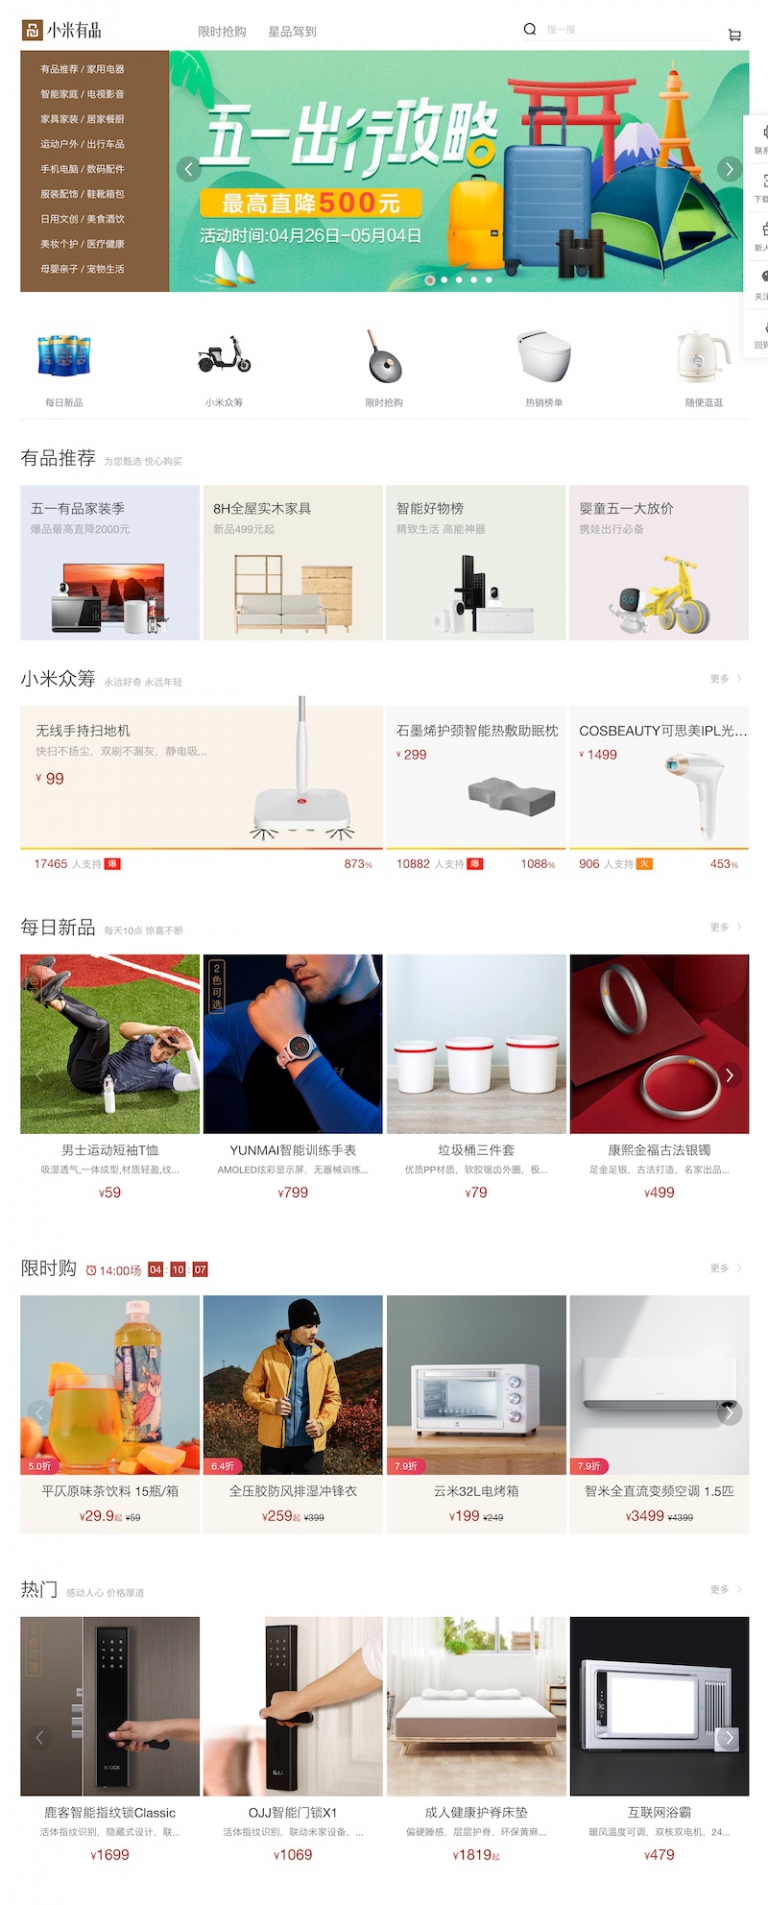 小米有品
限时抢购
星品驾到
搜一搜
有品推荐 / 家用电器
智能家庭 / 电视影音
家具家装 / 居家餐厨
运动户外 / 出行车品
手机电脑 / 数码配件
服装配饰 / 鞋靴箱包
日用文创 / 美食酒饮
美妆个护 / 医疗健康
母婴亲子 / 宠物生活
五一出行攻略
最高直降500元
活动时间:04月26日-05月04日
联系
下载
新人
关注
回到
每日新品
小米众筹
限时抢购
热销榜单
随便逛逛
有品推荐 为您甄选 悦心购买
五一有品家装季
爆品最高直降2000元
8H全屋实木家具
新品499元起
智能好物榜
精致生活 高能神器
婴童五一大放价
携娃出行必备
小米众筹 永远好奇 永远年轻
更多
无线手持扫地机
快扫不扬尘，双刷不漏灰，静电吸...
¥ 99
17465 人支持 爆 873%
石墨烯护颈智能热敷助眠枕
¥ 299
10882 人支持 爆 1088%
COSBEAUTY可思美IPL光...
¥ 1499
906 人支持 火 453%
每日新品 每天10点 惊喜不断
更多
2色可选
男士运动短袖T恤
吸湿透气,一体成型,材质轻盈,纹...
¥59
YUNMAI智能训练手表
AMOLED炫彩显示屏，无器械训练...
¥799
垃圾桶三件套
优质PP材质，软胶锯齿外圈，极...
¥79
康熙金福古法银镯
足金足银，古法打造，名家出品...
¥499
限时购 14:00场 04 : 10 : 07
更多
5.0折
平仄原味茶饮料 15瓶/箱
¥29.9起 ¥59
6.4折
全压胶防风排湿冲锋衣
¥259起 ¥399
7.9折
云米32L电烤箱
¥199 ¥249
7.9折
智米全直流变频空调 1.5匹
¥3499 ¥4399
热门 感动人心 价格厚道
更多
2色可选
鹿客智能指纹锁Classic
活体指纹识别，隐藏式设计，联...
¥1699
OJJ智能门锁X1
活体指纹识别，联动米家设备，...
¥1069
成人健康护脊床垫
偏硬睡感，层层护脊，环保黄麻...
¥1819起
互联网浴霸
暖风温度可调，双核双电机，24...
¥479